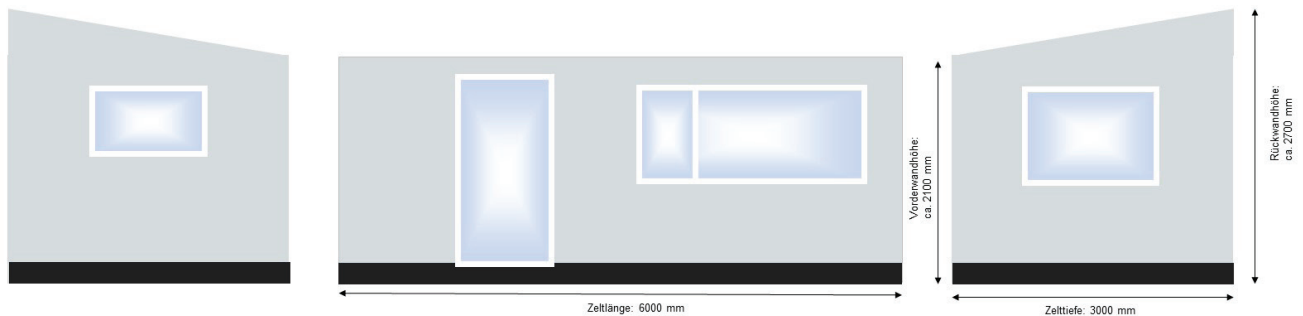 Vorderwandhöhe:
ca. 2100 mm
Rückwandhöhe:
ca. 2700 mm
Zeltlänge: 6000 mm
Zelttiefe: 3000 mm